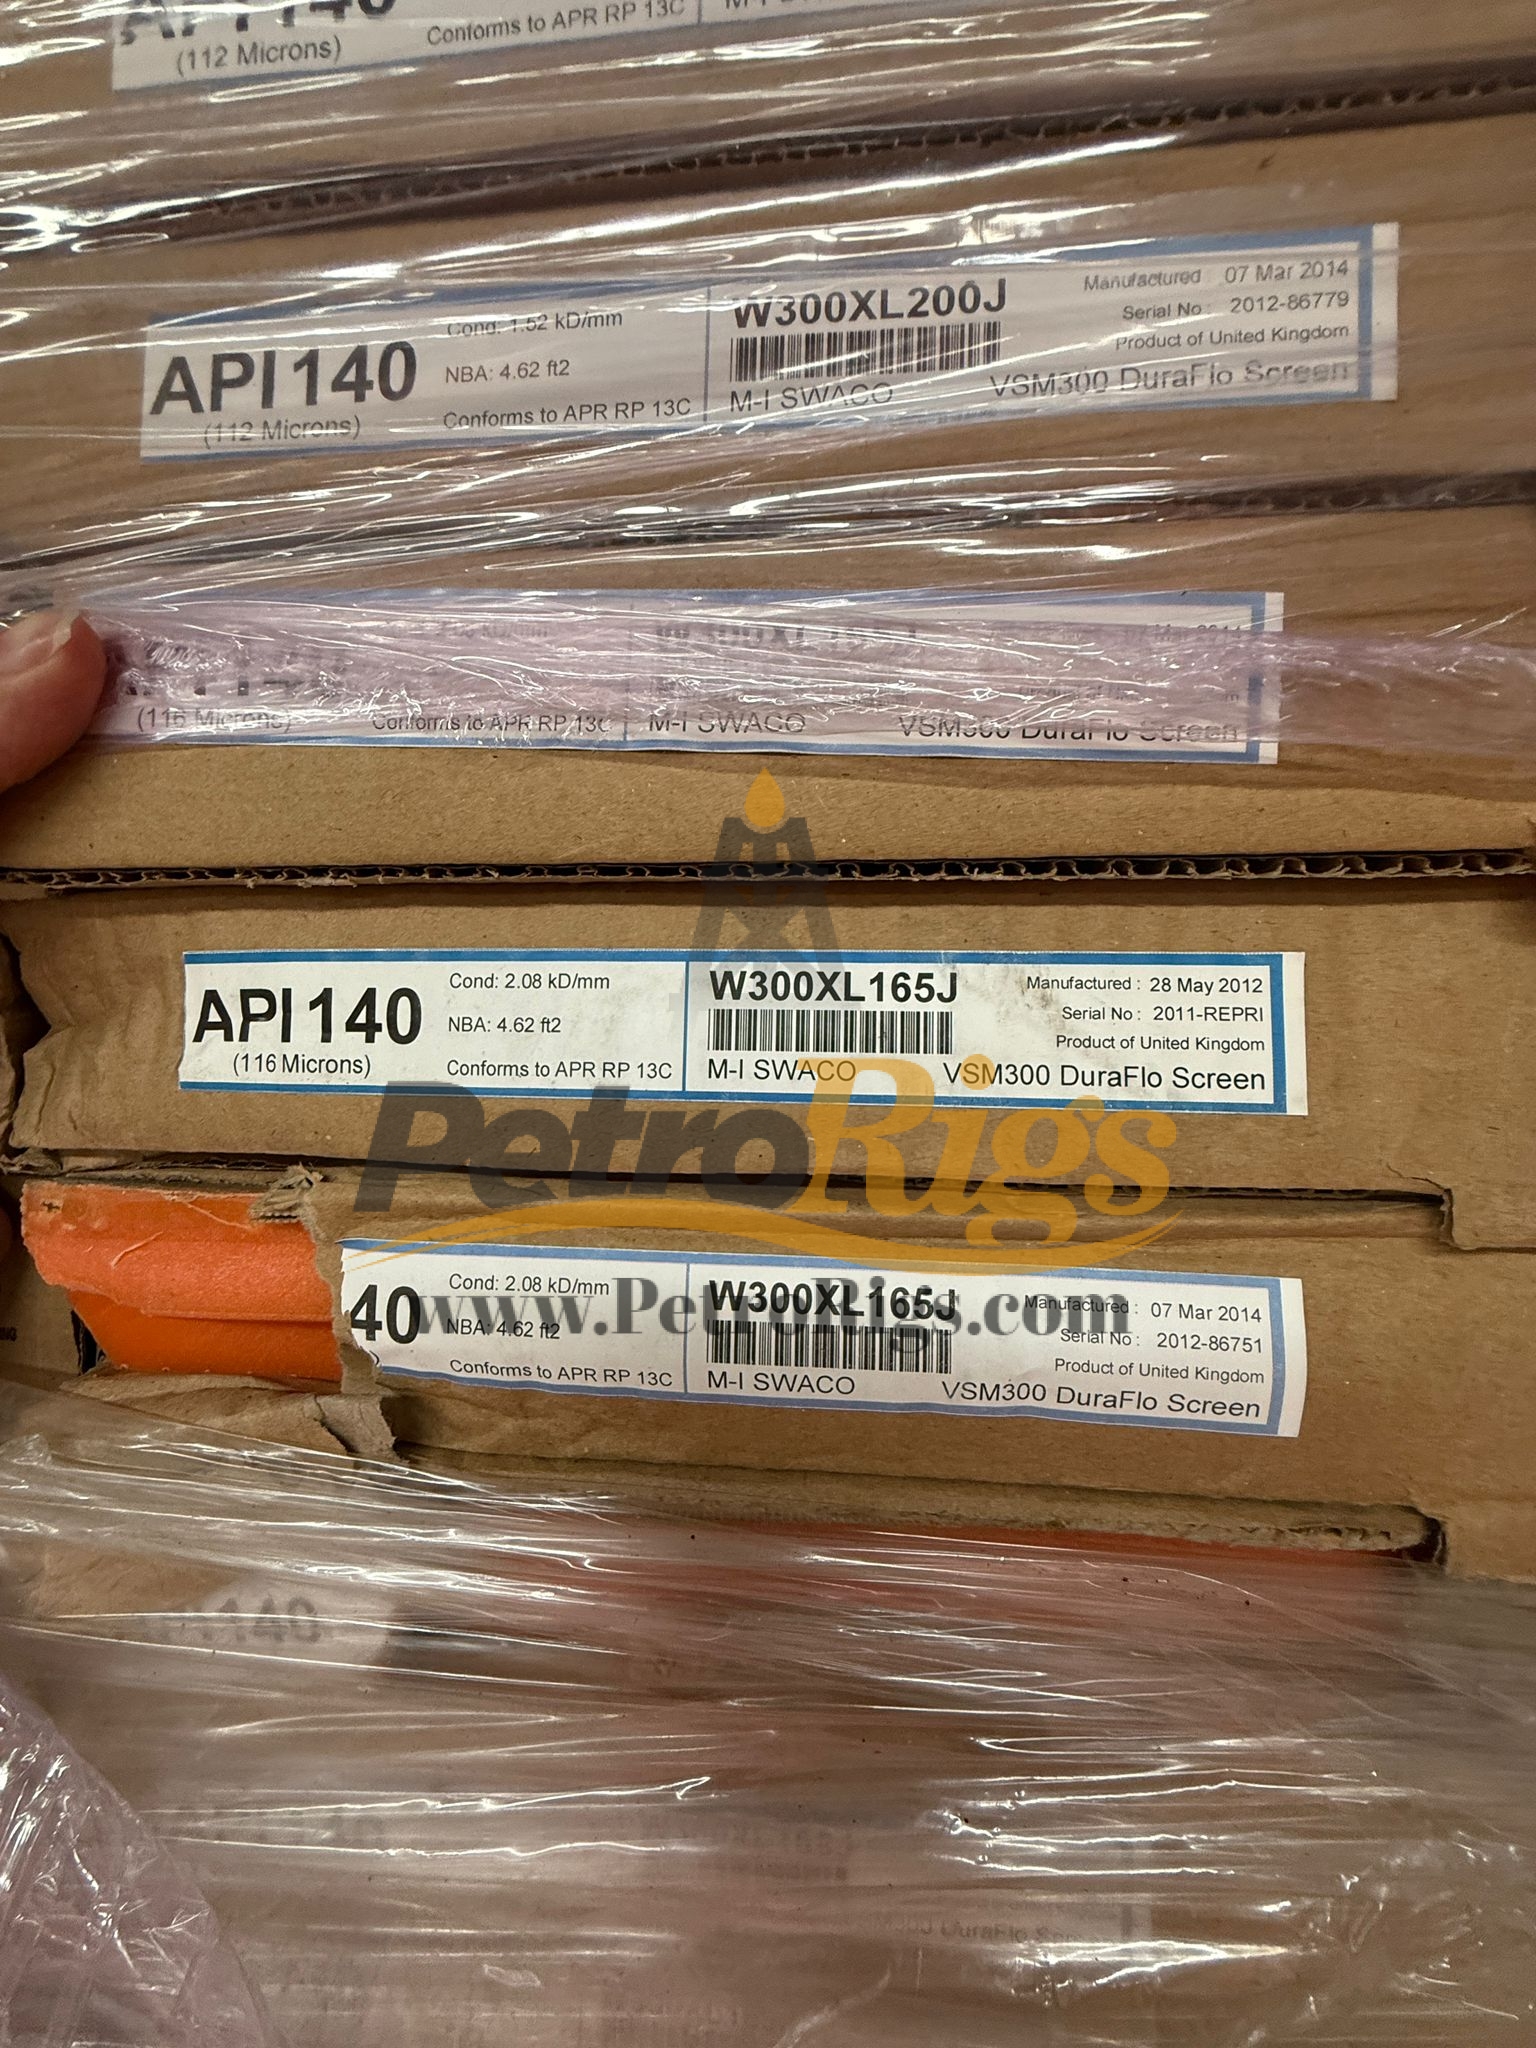 (112 Microns)
Conforms to APR RP 13C
API 140
(112 Microns)
Cond: 1.52 kD/mm
NBA: 4.62 ft2
Conforms to APR RP 13C
W300XL200J
M-I SWACO
Manufactured : 07 Mar 2014
Serial No : 2012-86779
Product of United Kingdom
VSM300 DuraFlo Screen
(116 Microns)
Conforms to APR RP 13C
M-I SWACO
VSM300 DuraFlo Screen
API 140
(116 Microns)
Cond: 2.08 kD/mm
NBA: 4.62 ft2
Conforms to APR RP 13C
W300XL165J
M-I SWACO
Manufactured : 28 May 2012
Serial No : 2011-REPRI
Product of United Kingdom
VSM300 DuraFlo Screen
PetroRigs
www.PetroRigs.com
40
Cond: 2.08 kD/mm
NBA: 4.62 ft2
Conforms to APR RP 13C
W300XL165J
M-I SWACO
Manufactured : 07 Mar 2014
Serial No : 2012-86751
Product of United Kingdom
VSM300 DuraFlo Screen
140